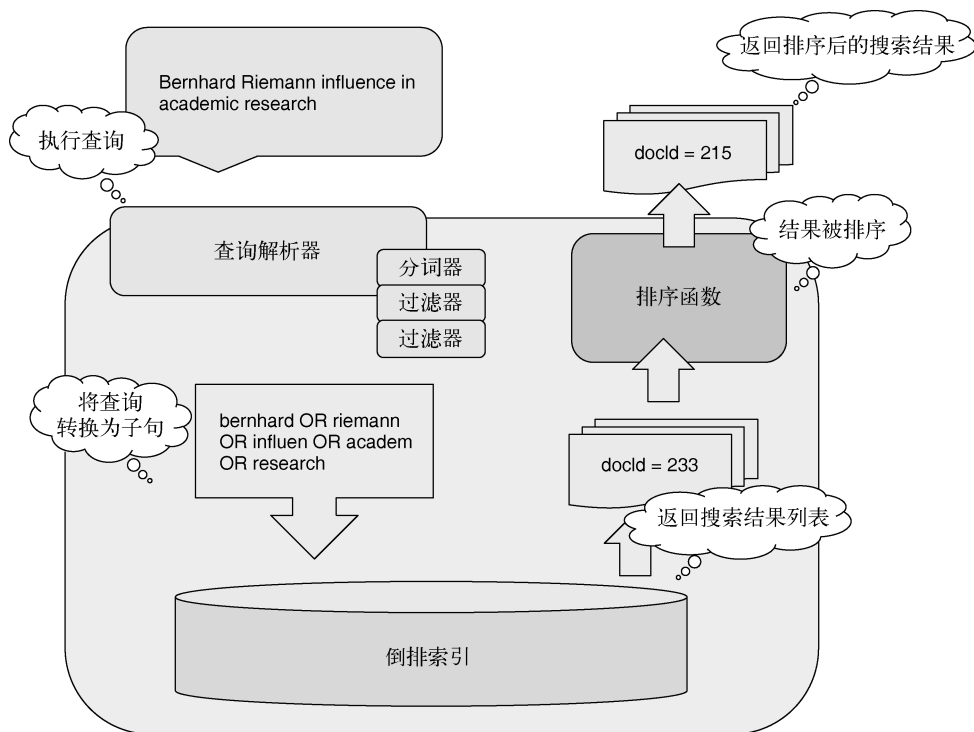 Bernhard Riemann influence in
academic research
执行查询
查询解析器
分词器
过滤器
过滤器
将查询
转换为子句
bernhard OR riemann
OR influen OR academ
OR research
倒排索引
返回搜索结果列表
docId = 233
排序函数
结果被排序
docId = 215
返回排序后的搜索结果